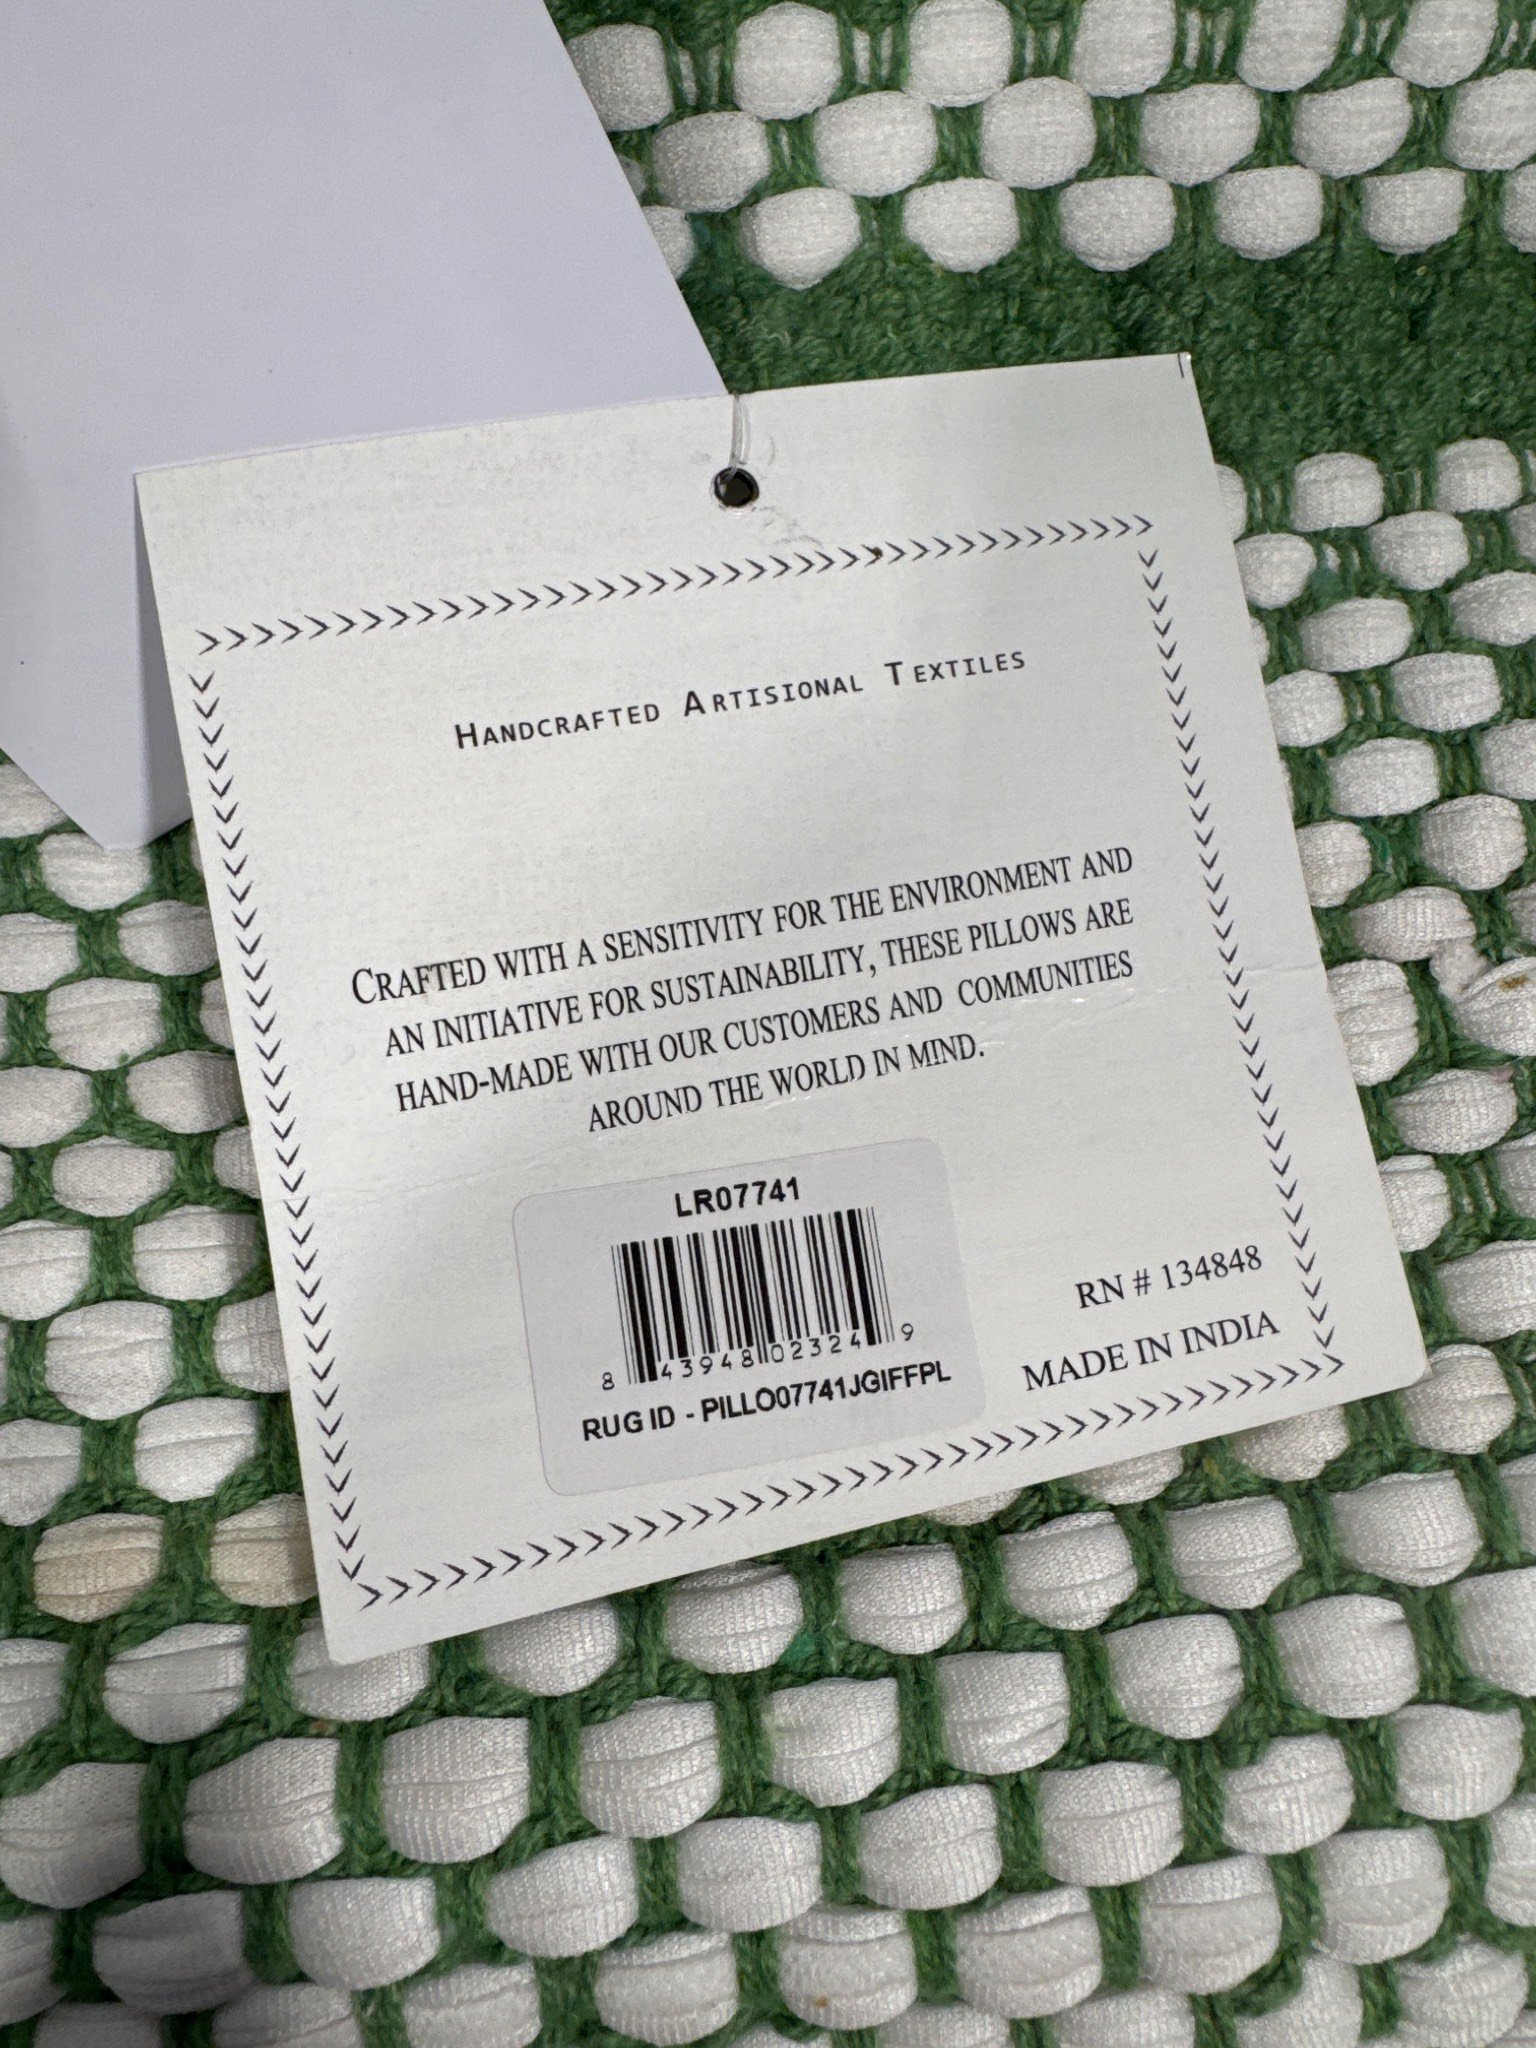 HANDCRAFTED ARTISIONAL TEXTILES
CRAFTED WITH A SENSITIVITY FOR THE ENVIRONMENT AND
AN INITIATIVE FOR SUSTAINABILITY, THESE PILLOWS ARE
HAND-MADE WITH OUR CUSTOMERS AND COMMUNITIES
AROUND THE WORLD IN MIND.
LR07741
8 43948 02324 9
RUG ID - PILLO07741JGIFFPL
RN # 134848
MADE IN INDIA